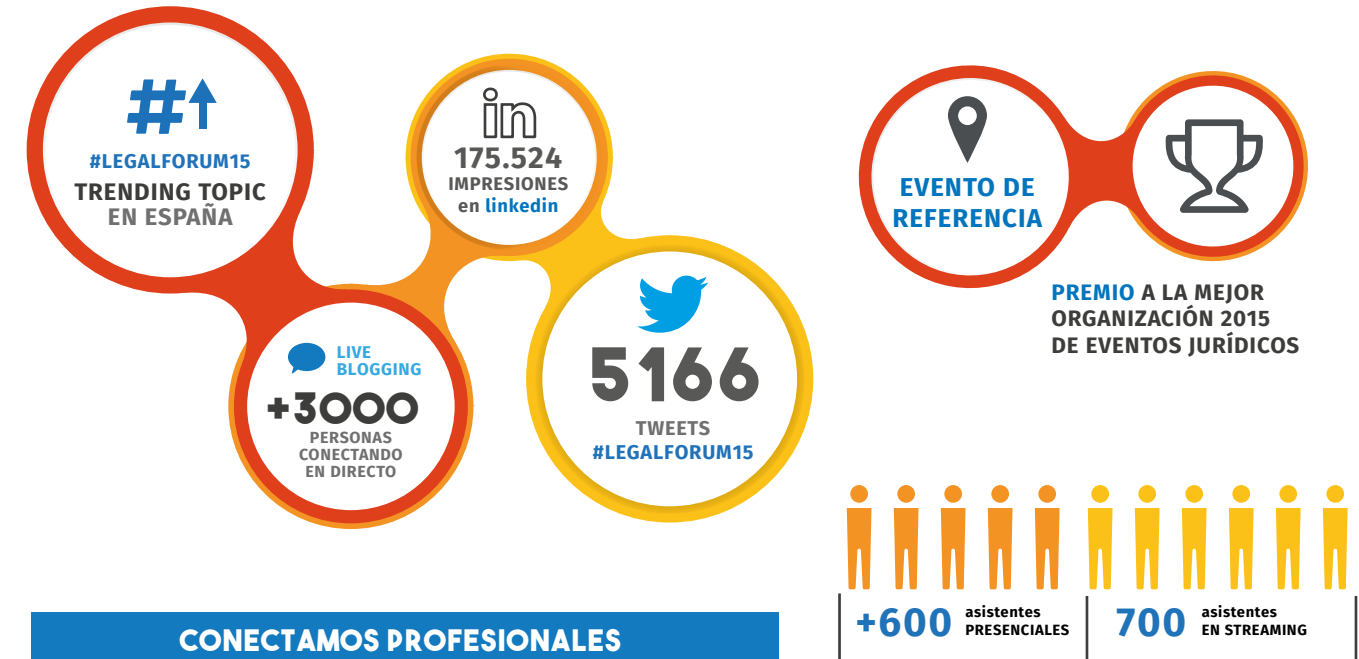 #LEGALFORUM15
TRENDING TOPIC
EN ESPAÑA
in
175.524
IMPRESIONES
en linkedin
LIVE
BLOGGING
+3000
PERSONAS
CONECTANDO
EN DIRECTO
5166
TWEETS
#LEGALFORUM15
EVENTO DE
REFERENCIA
PREMIO A LA MEJOR
ORGANIZACIÓN 2015
DE EVENTOS JURÍDICOS
+600 asistentes
PRESENCIALES
700 asistentes
EN STREAMING
CONECTAMOS PROFESIONALES